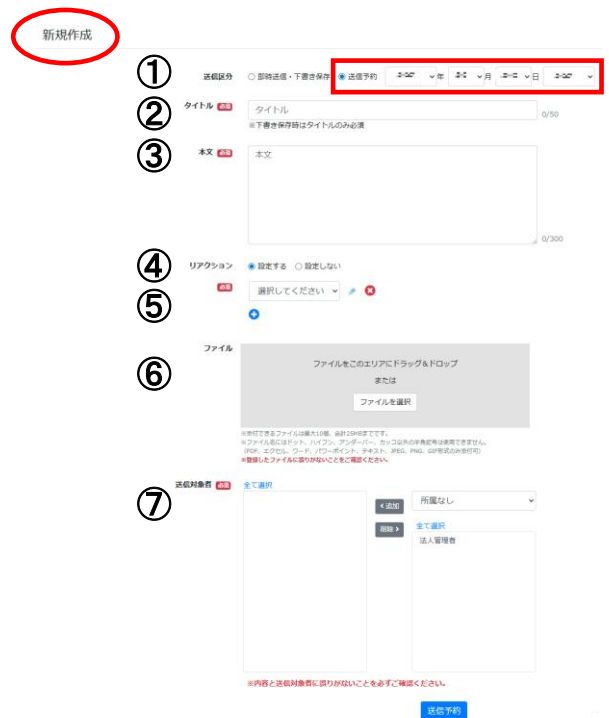 新規作成
① 送信区分 ○ 即時送信・下書き保存 ◉ 送信予約 年 月 日
② タイトル 必須 タイトル 0/50
※下書き保存時はタイトルのみ必須
③ 本文 必須 本文
0/300
④ リアクション ◉ 設定する ○ 設定しない
⑤ 必須 選択してください
⑥ ファイル
ファイルをこのエリアにドラッグ&ドロップ
または
ファイルを選択
※添付できるファイルは最大10個、合計25MBまでです。
※ファイル名にはドット、ハイフン、アンダーバー、カッコ以外の半角記号は使用できません。
(PDF、エクセル、ワード、パワーポイント、テキスト、JPEG、PNG、GIF形式のみ添付可)
※登録したファイルに誤りがないことをご確認ください。
⑦ 送信対象者 必須 全て選択
<追加 所属なし
削除> 全て選択
法人管理者
※内容と送信対象者に誤りがないことを必ずご確認ください。
送信予約